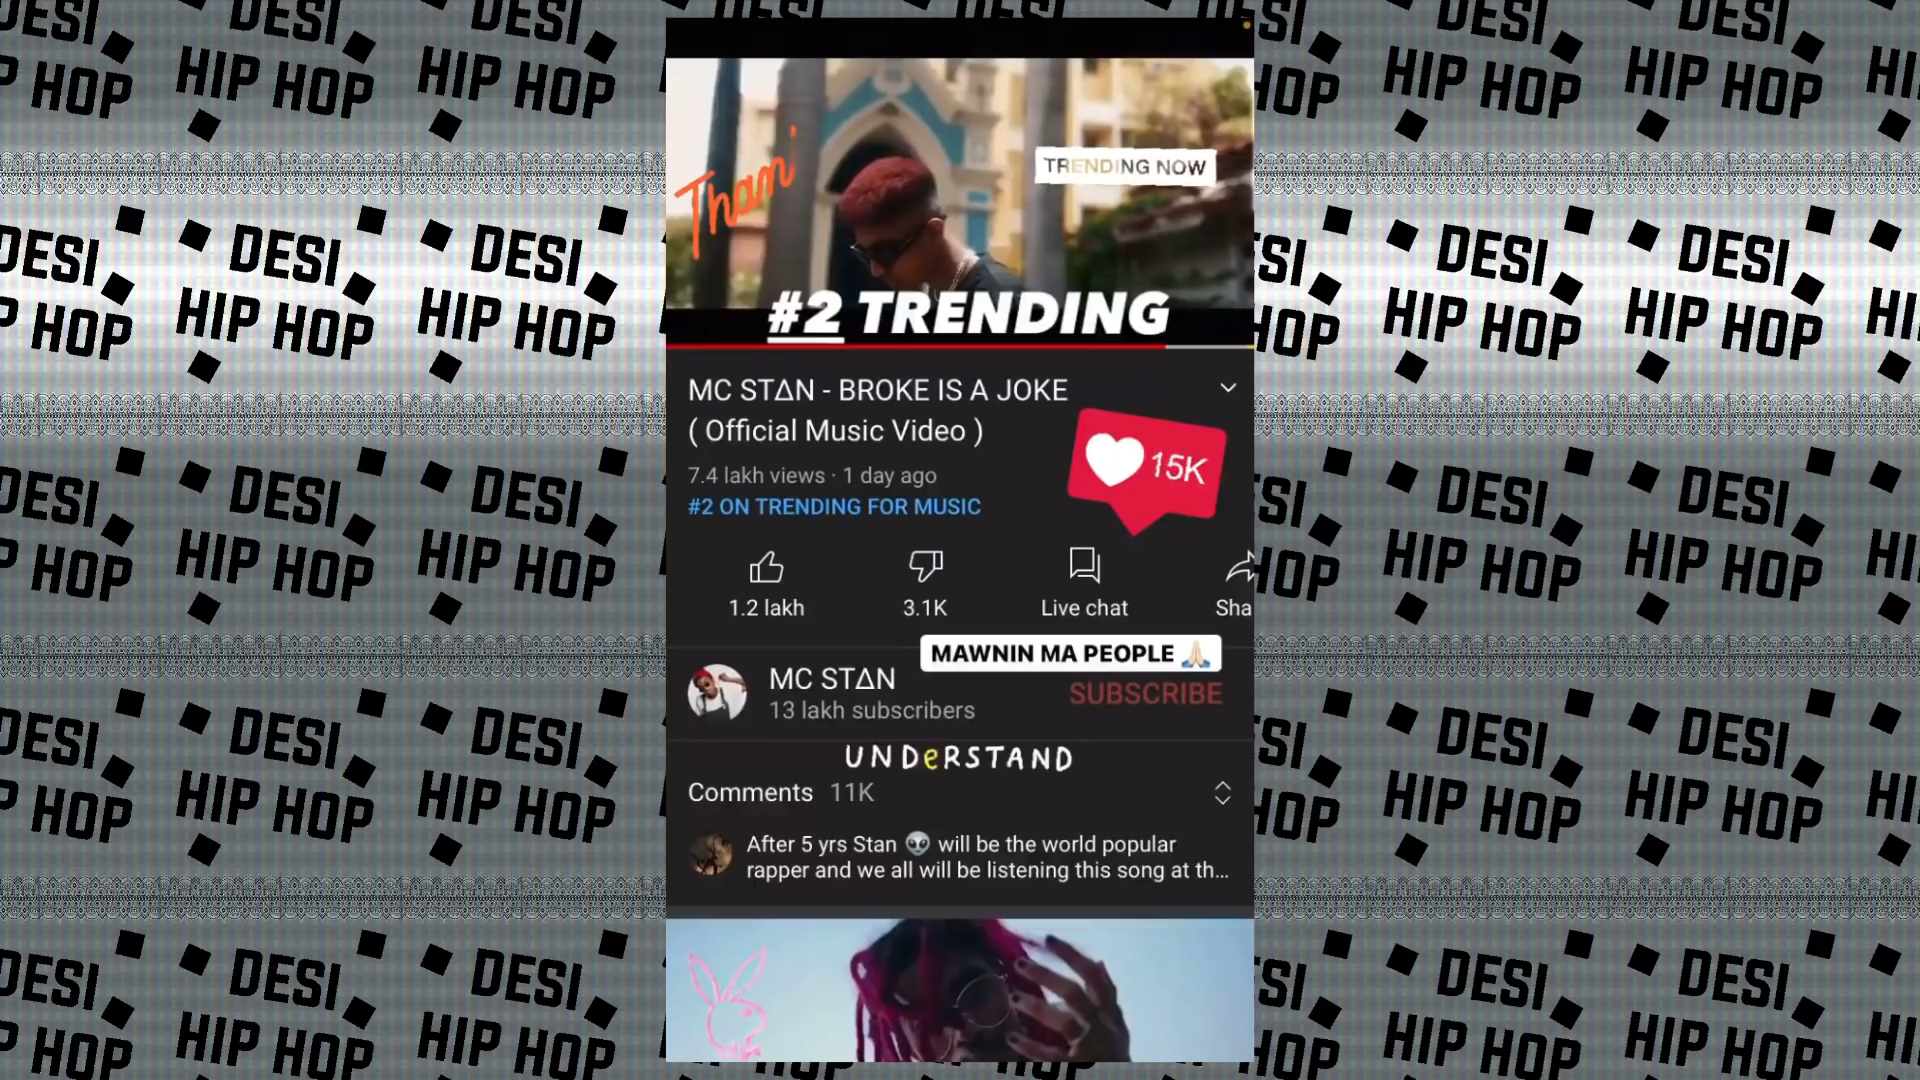 DESI
HIP HOP
Thani
TRENDING NOW
#2 TRENDING
MC STΔN - BROKE IS A JOKE
( Official Music Video )
15K
7.4 lakh views · 1 day ago
#2 ON TRENDING FOR MUSIC
1.2 lakh
3.1K
Live chat
Sha
MAWNIN MA PEOPLE 🙏🏻
MC STΔN
SUBSCRIBE
13 lakh subscribers
UNDeRSTAND
Comments 11K
After 5 yrs Stan 👽 will be the world popular
rapper and we all will be listening this song at th...